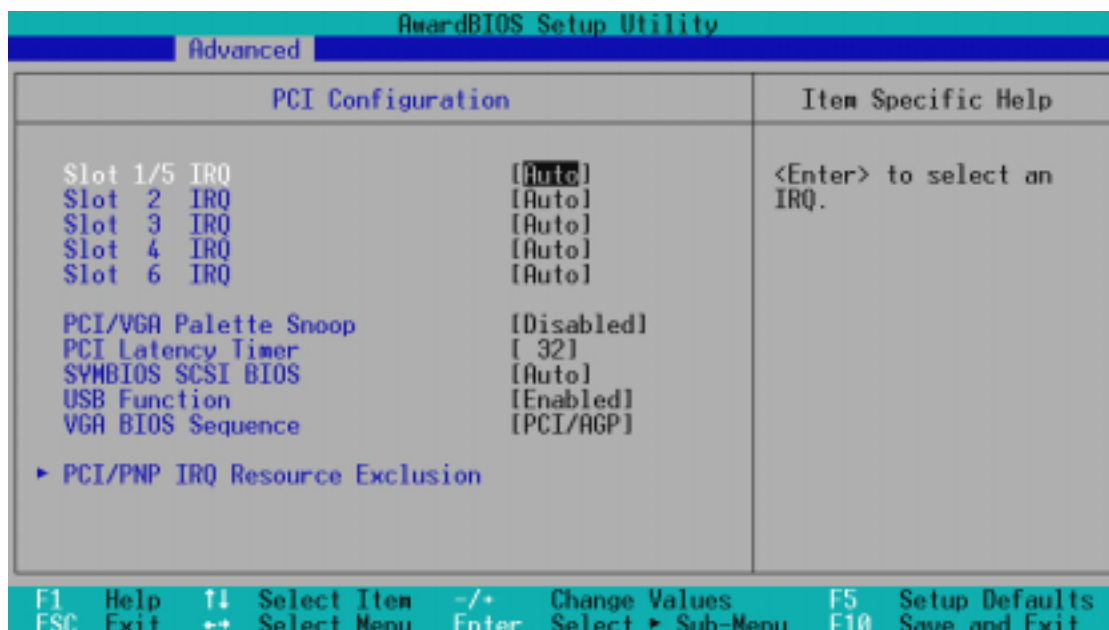 AwardBIOS Setup Utility
Advanced
PCI Configuration
Item Specific Help
Slot 1/5 IRQ [Auto]
Slot 2 IRQ [Auto]
Slot 3 IRQ [Auto]
Slot 4 IRQ [Auto]
Slot 6 IRQ [Auto]
PCI/VGA Palette Snoop [Disabled]
PCI Latency Timer [ 32]
SYMBIOS SCSI BIOS [Auto]
USB Function [Enabled]
VGA BIOS Sequence [PCI/AGP]
► PCI/PNP IRQ Resource Exclusion
<Enter> to select an
IRQ.
F1 Help ↑↓ Select Item -/+ Change Values F5 Setup Defaults
ESC Exit ←→ Select Menu Enter Select ► Sub-Menu F10 Save and Exit